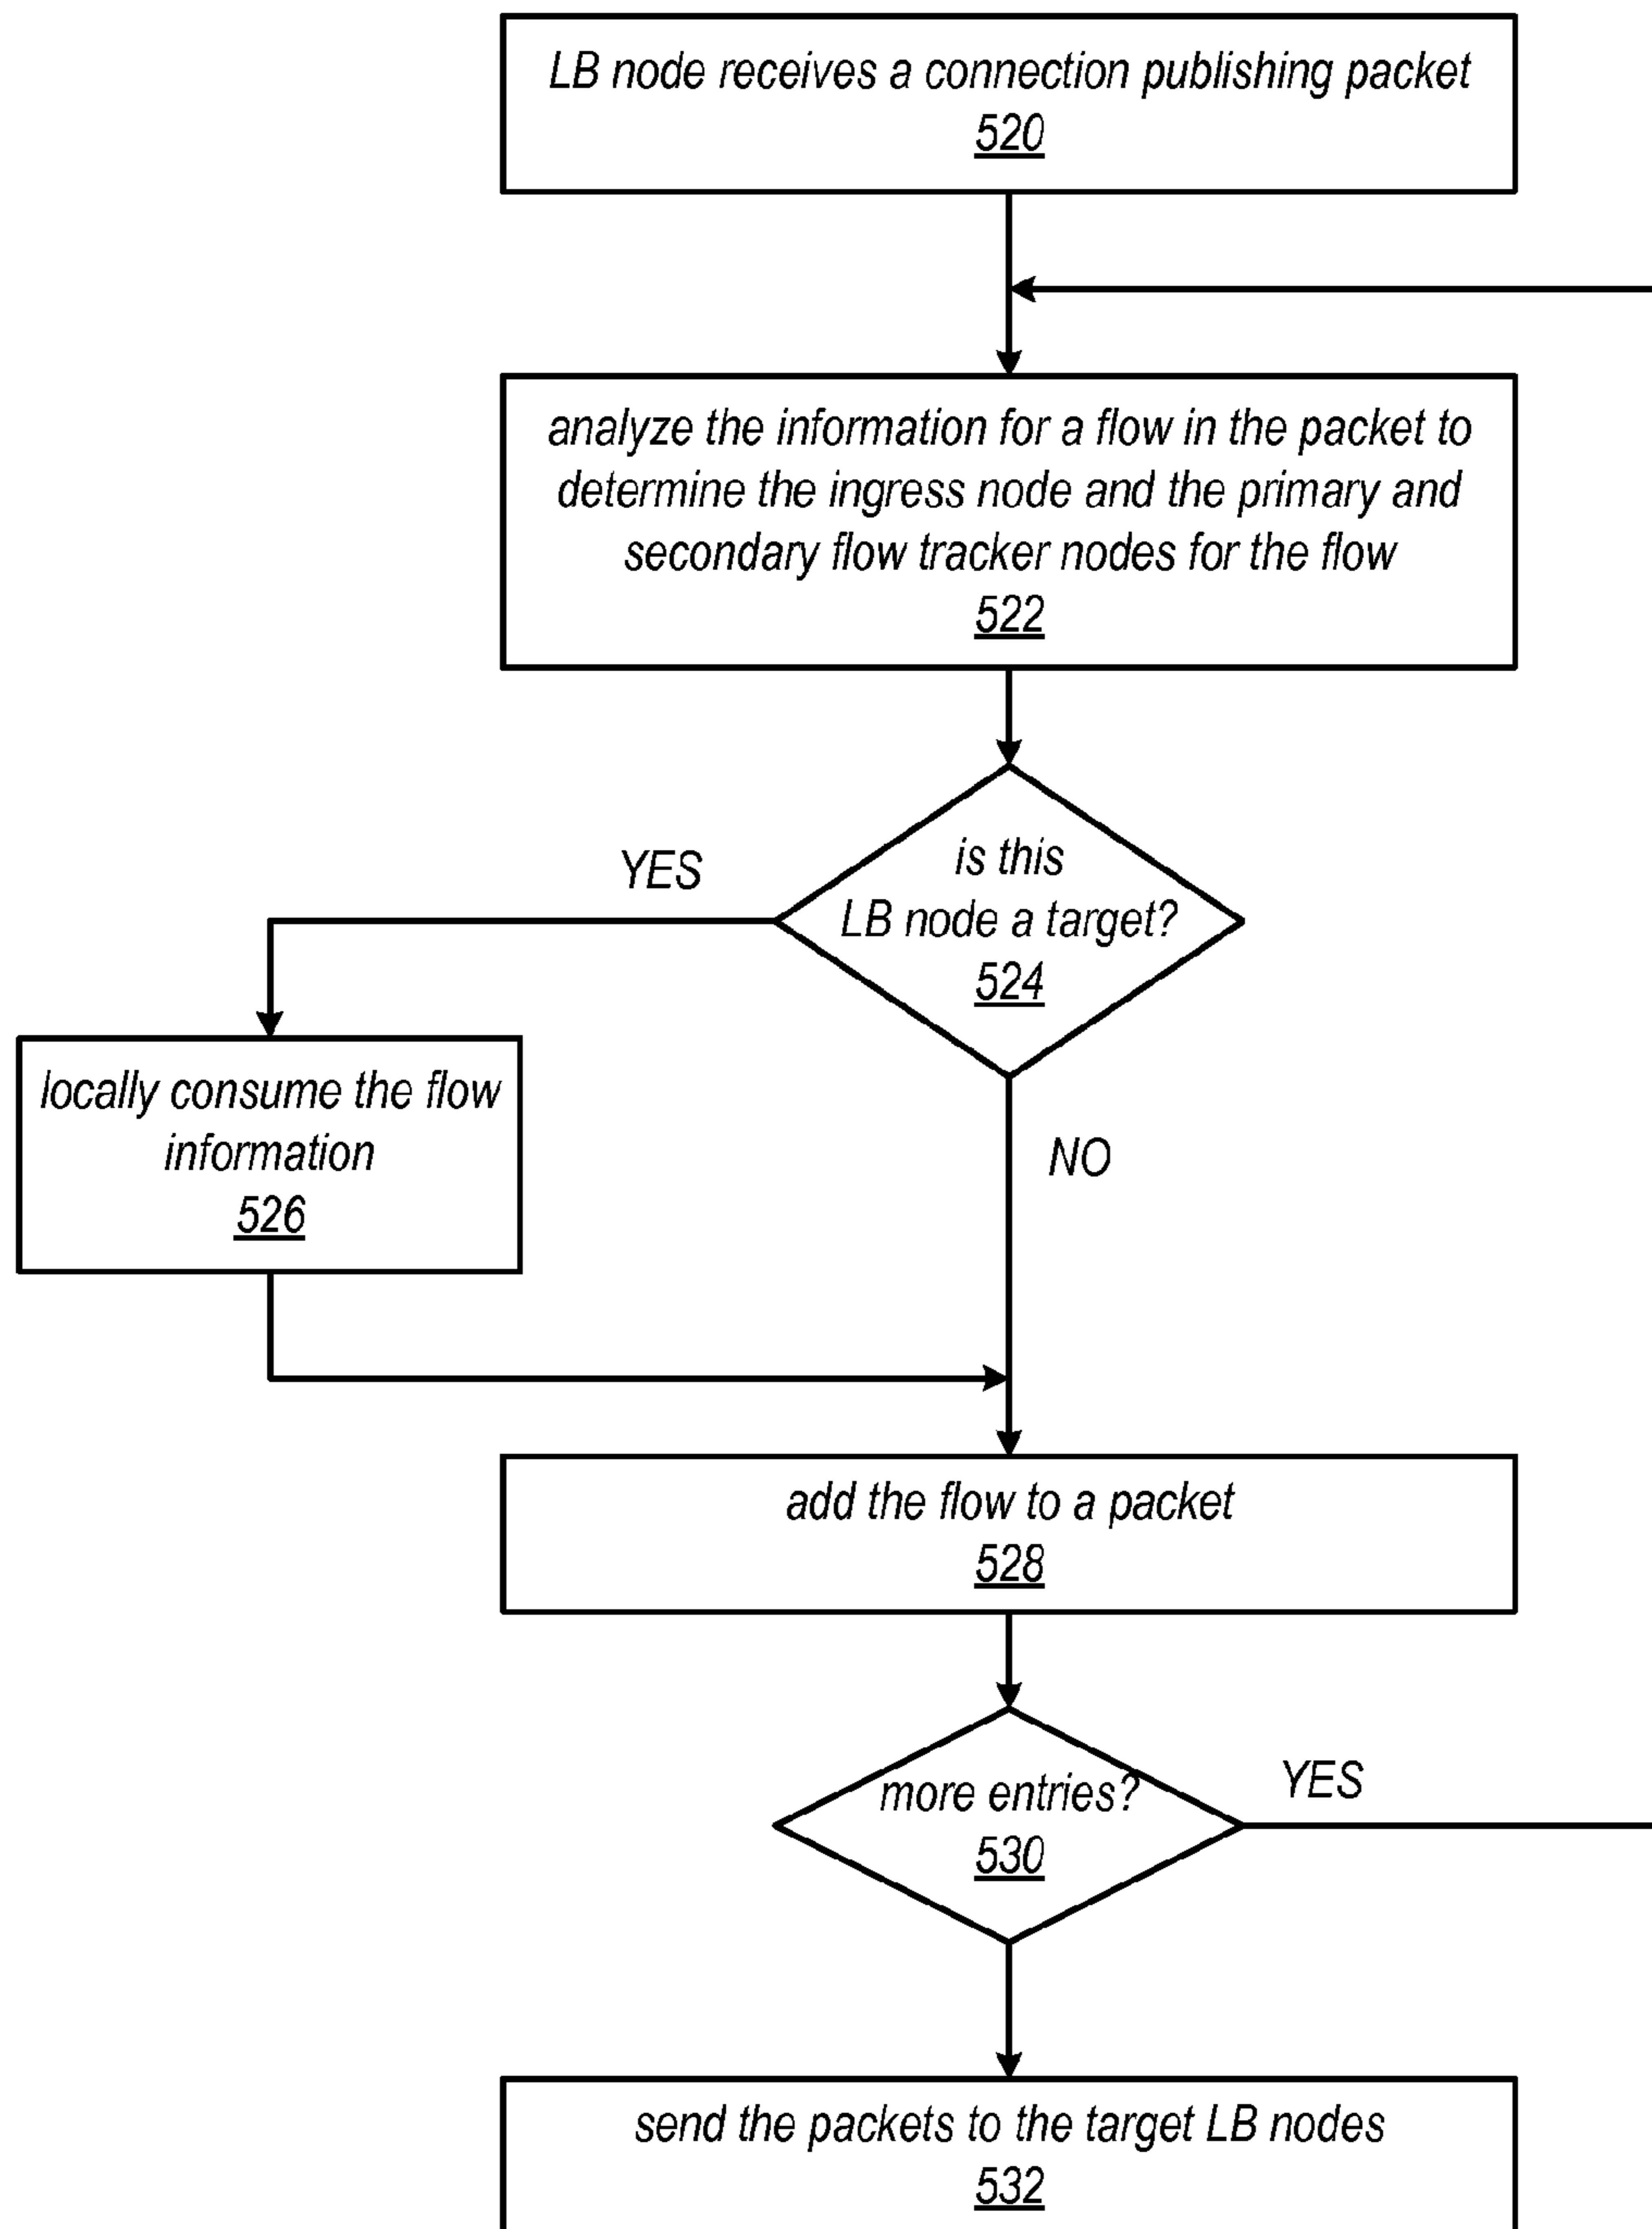 LB node receives a connection publishing packet
520
analyze the information for a flow in the packet to
determine the ingress node and the primary and
secondary flow tracker nodes for the flow
522
is this
LB node a target?
524
YES
NO
locally consume the flow
information
526
add the flow to a packet
528
more entries?
530
YES
send the packets to the target LB nodes
532